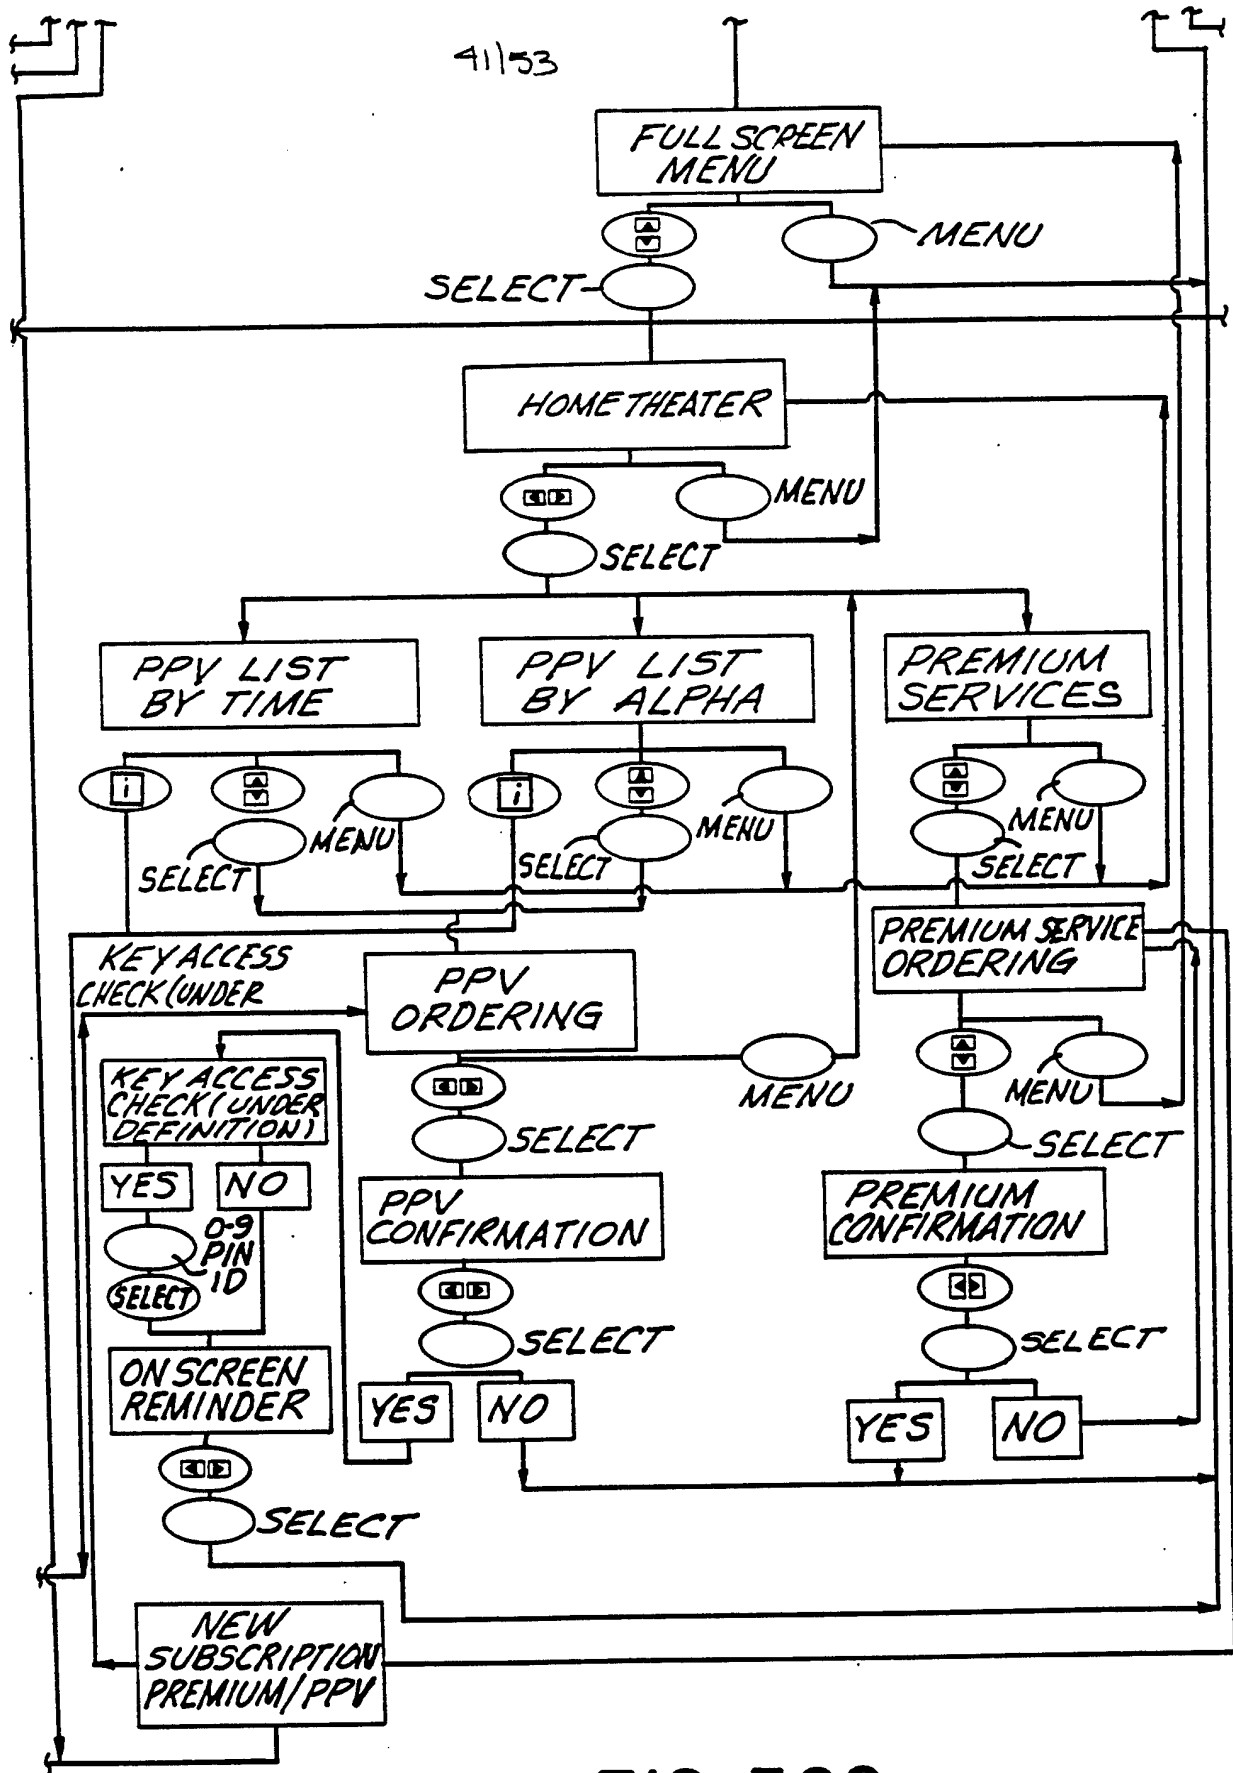 41/53
FULL SCREEN
MENU
MENU
SELECT
HOME THEATER
MENU
SELECT
PPV LIST
BY TIME
PPV LIST
BY ALPHA
PREMIUM
SERVICES
i
MENU
SELECT
i
MENU
SELECT
MENU
SELECT
KEY ACCESS
CHECK (UNDER
PPV
ORDERING
PREMIUM SERVICE
ORDERING
MENU
MENU
SELECT
KEY ACCESS
CHECK (UNDER
DEFINITION)
YES
NO
0-9
PIN
ID
SELECT
SELECT
PPV
CONFIRMATION
PREMIUM
CONFIRMATION
SELECT
SELECT
ON SCREEN
REMINDER
YES
NO
YES
NO
SELECT
NEW
SUBSCRIPTION
PREMIUM/PPV